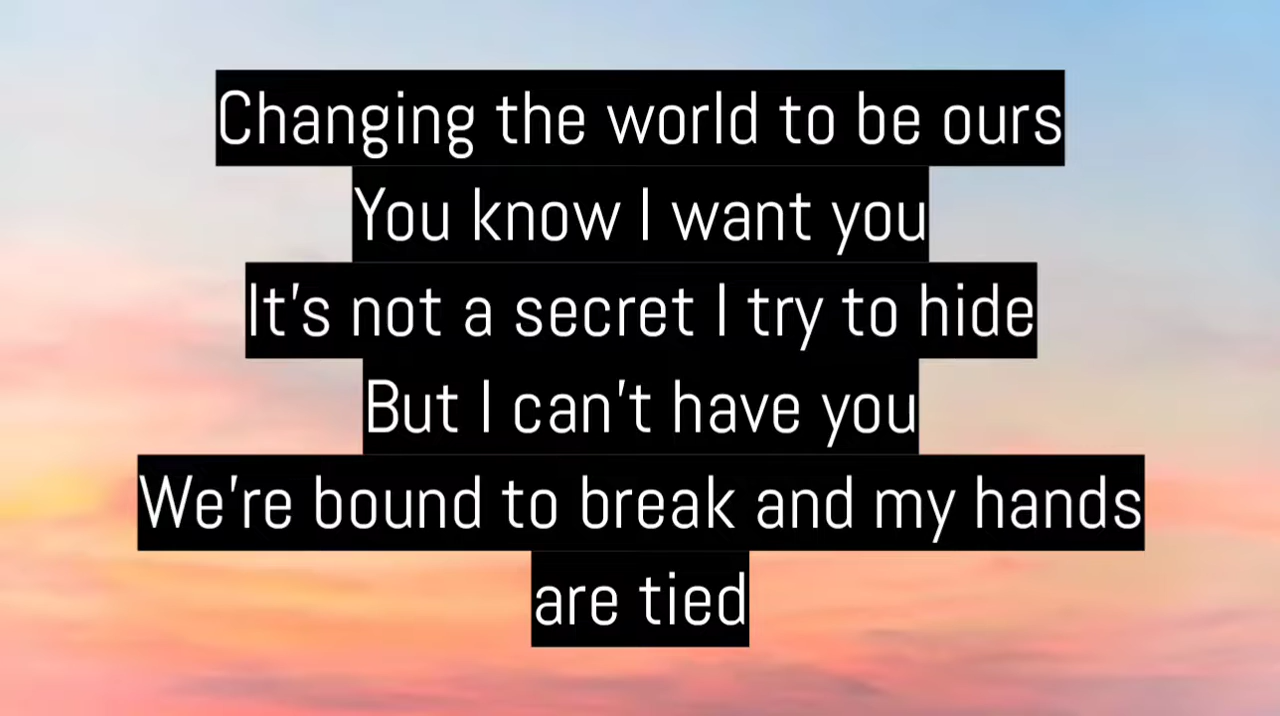 Changing the world to be ours
You know I want you
It's not a secret I try to hide
But I can't have you
We're bound to break and my hands
are tied